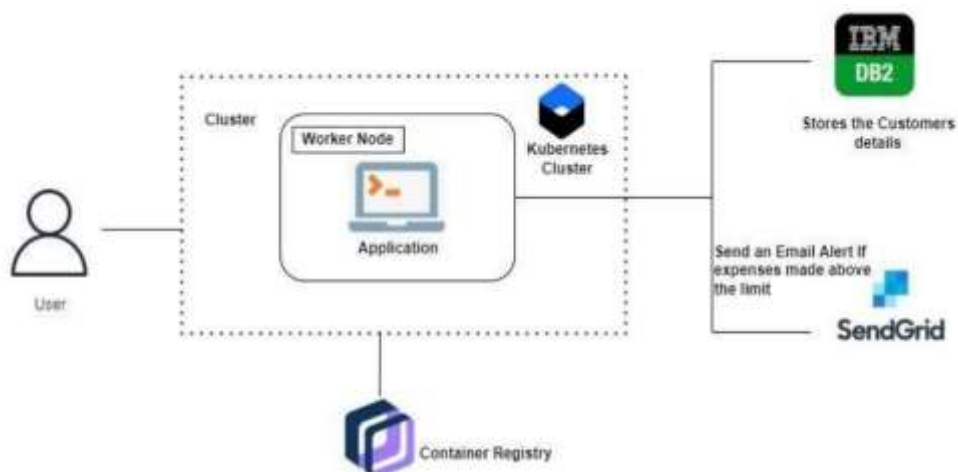 IBM
DB2
Stores the Customers
details
Cluster
Worker Node
Kubernetes
Cluster
Application
User
Send an Email Alert If
expenses made above
the limit
SendGrid
Container Registry